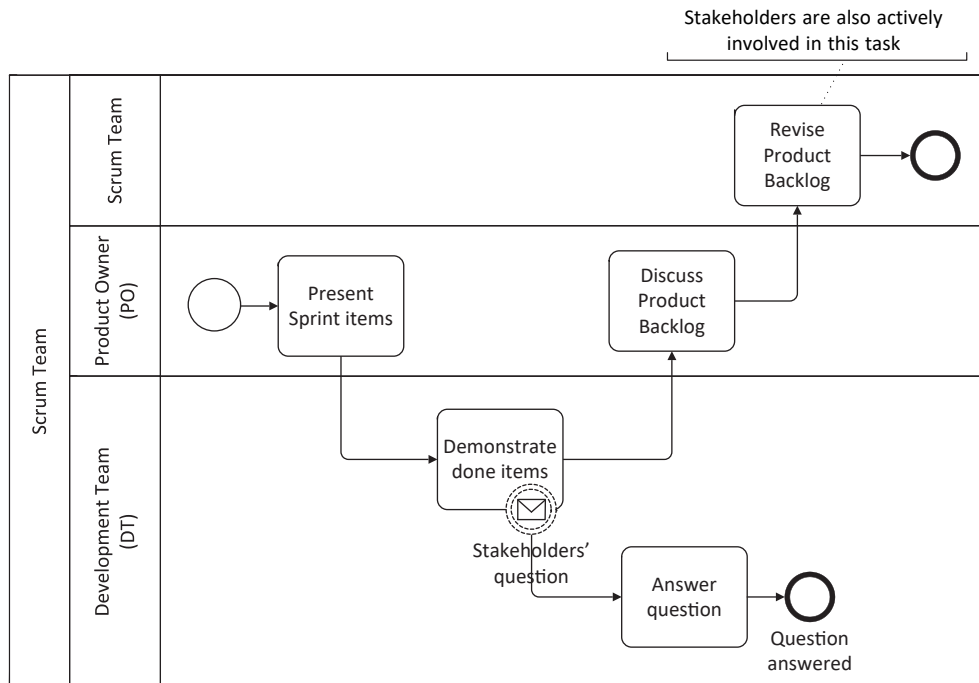 Stakeholders are also actively
involved in this task
Scrum Team
Scrum Team
Revise
Product
Backlog
Product Owner
(PO)
Present
Sprint items
Discuss
Product
Backlog
Development Team
(DT)
Demonstrate
done items
Stakeholders’
question
Answer
question
Question
answered